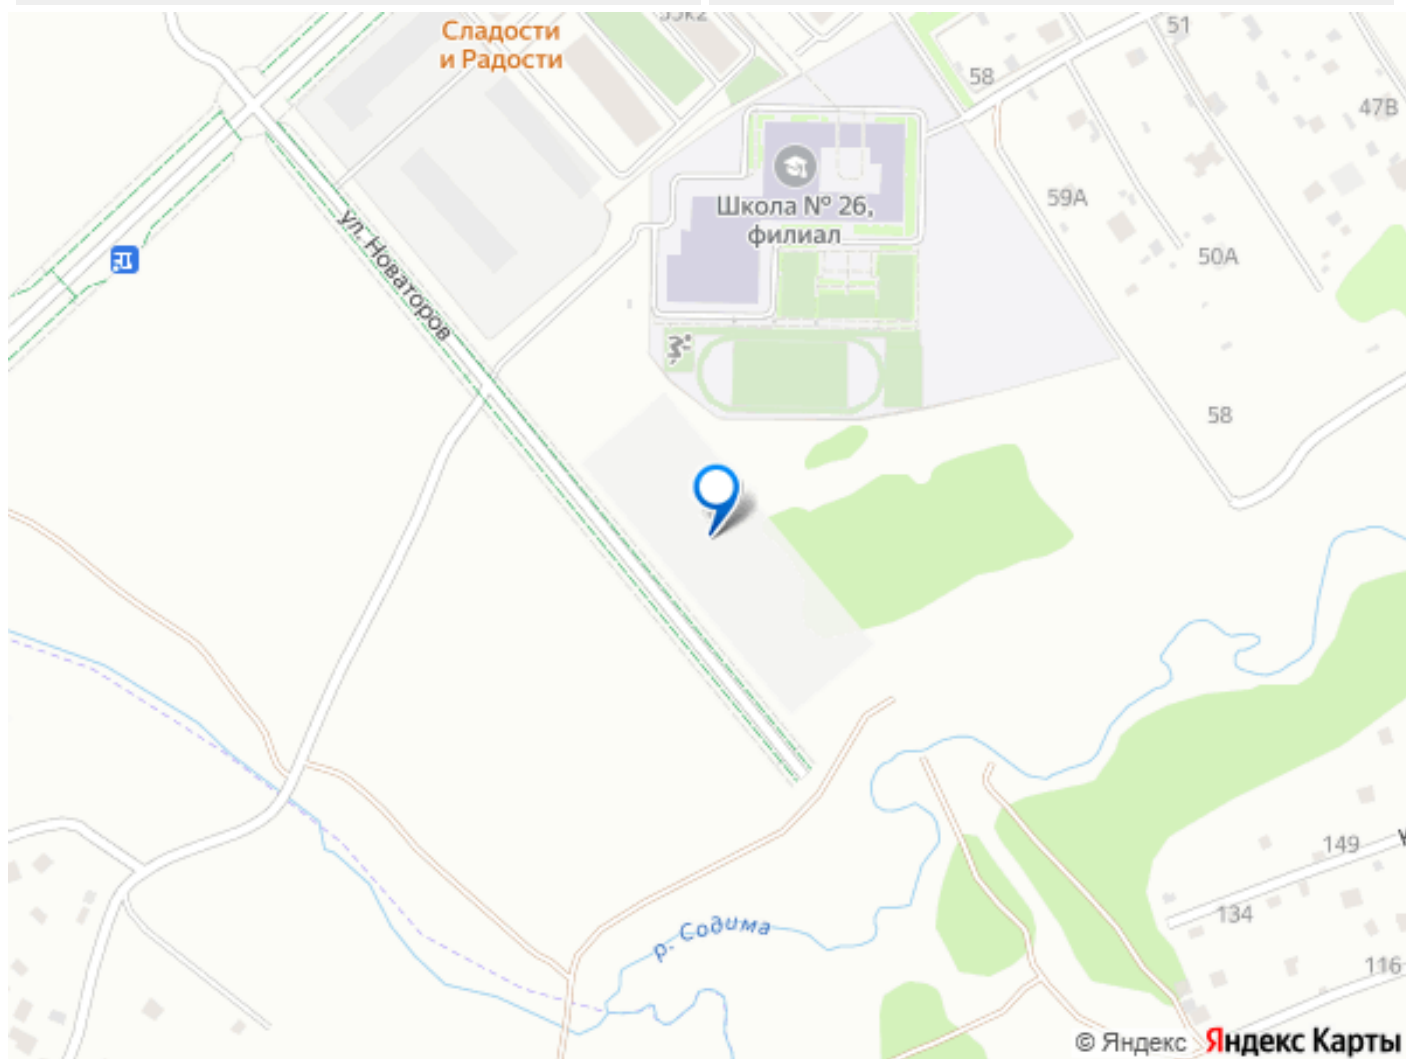 Сладости
и Радости
51
58
47В
Школа № 26,
филиал
59А
50А
ул. Новаторов
58
149
134
р. Содима
116
© Яндекс
Яндекс Карты